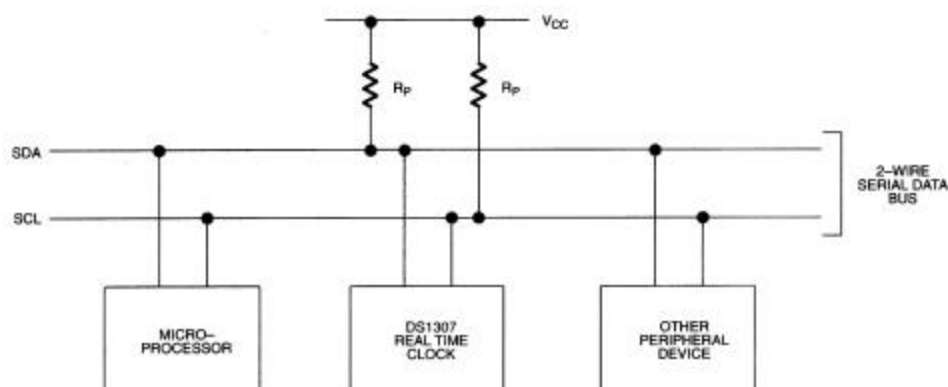 VCC
RP RP
SDA
2–WIRE
SERIAL DATA
BUS
SCL
MICRO–
PROCESSOR
DS1307
REAL TIME
CLOCK
OTHER
PERIPHERAL
DEVICE